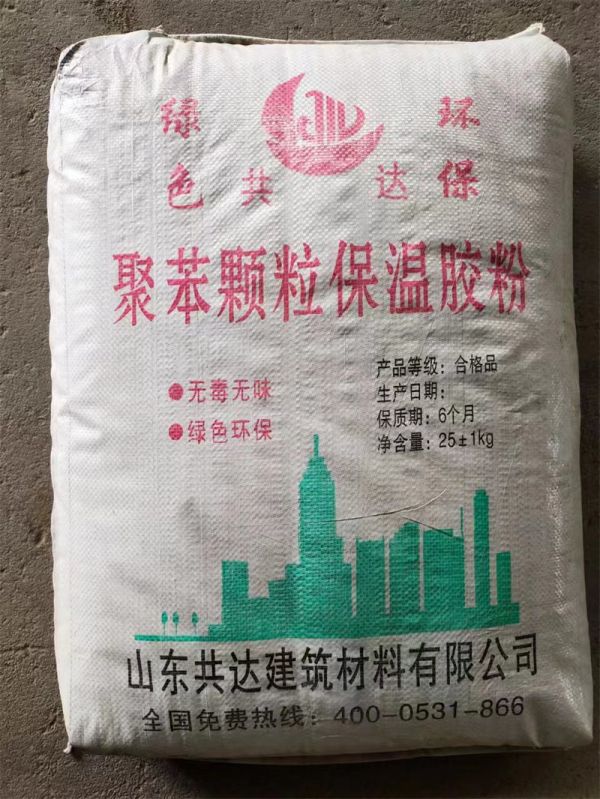 绿 环
色 共 达 保
聚苯颗粒保温胶粉
产品等级：合格品
●无毒无味
生产日期：
保质期：6个月
●绿色环保
净含量：25±1kg
山东共达建筑材料有限公司
全国免费热线：400-0531-866